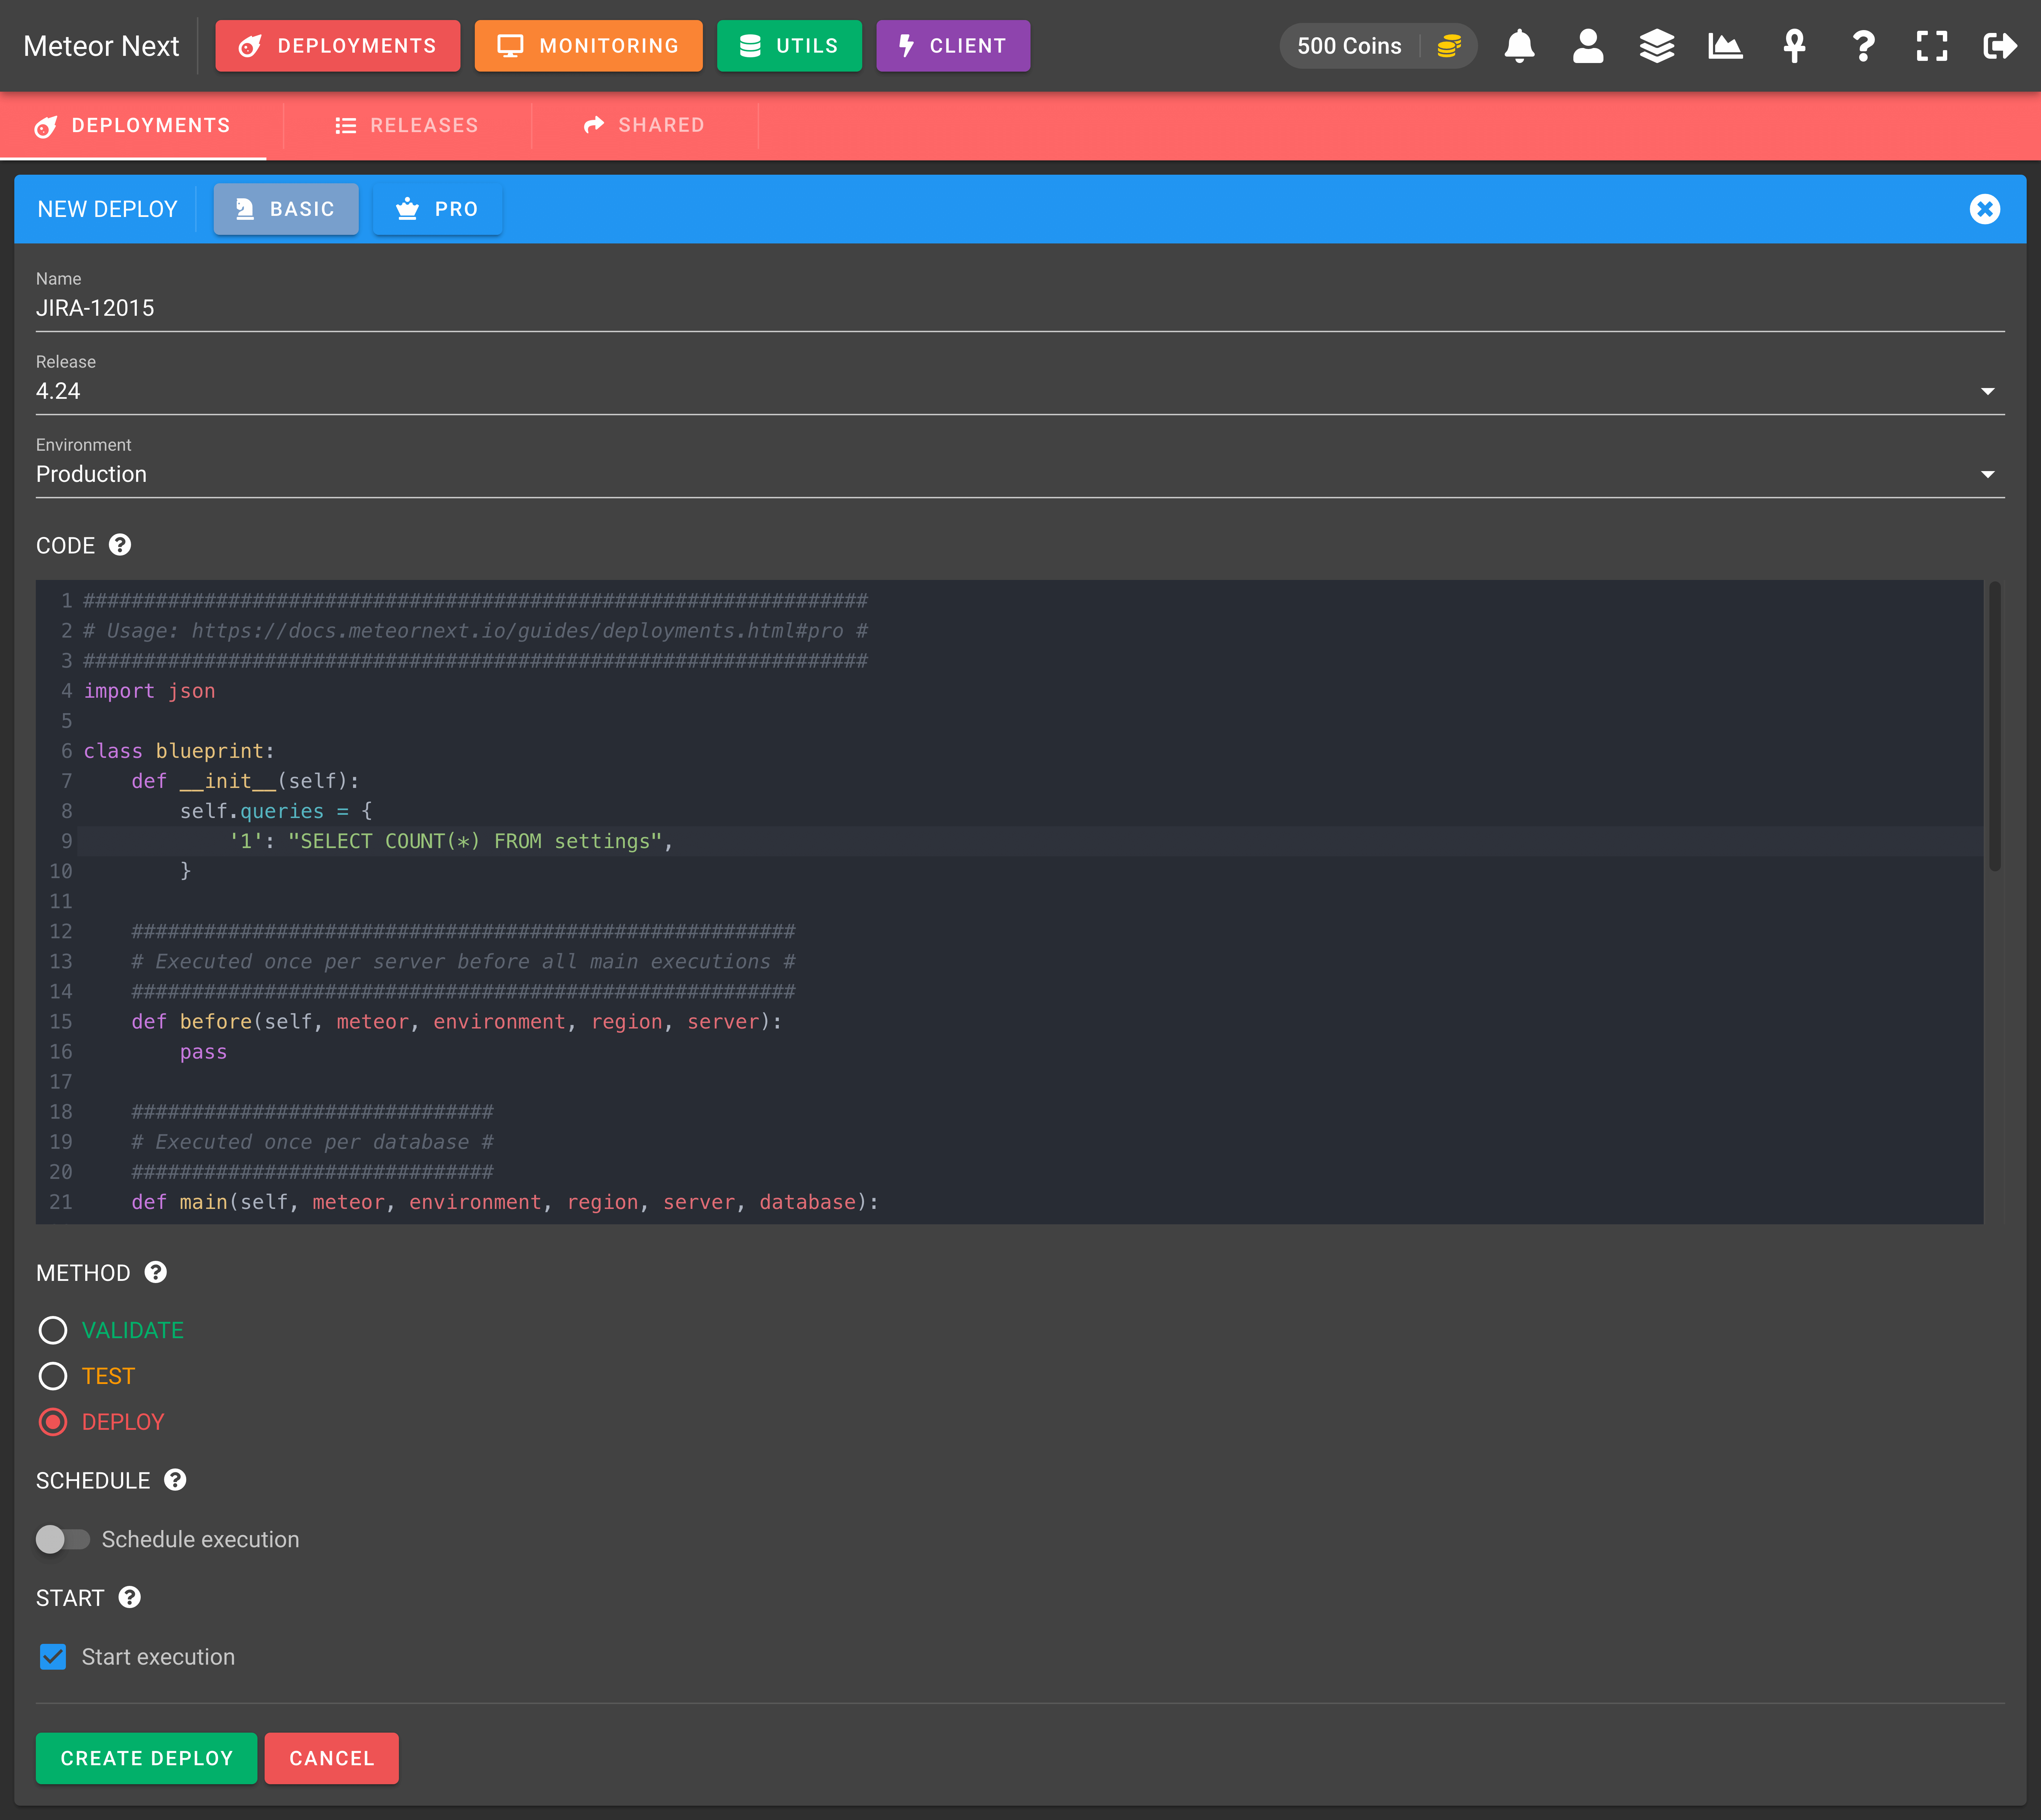 Meteor Next DEPLOYMENTS MONITORING UTILS CLIENT 500 Coins
DEPLOYMENTS RELEASES SHARED
NEW DEPLOY BASIC PRO
Name
JIRA-12015
Release
4.24
Environment
Production
CODE
1 #################################################################
2 # Usage: https://docs.meteornext.io/guides/deployments.html#pro #
3 #################################################################
4 import json
5
6 class blueprint:
7     def __init__(self):
8         self.queries = {
9             '1': "SELECT COUNT(*) FROM settings",
10         }
11
12     #######################################################
13     # Executed once per server before all main executions #
14     #######################################################
15     def before(self, meteor, environment, region, server):
16         pass
17
18     ##############################
19     # Executed once per database #
20     ##############################
21     def main(self, meteor, environment, region, server, database):
METHOD
VALIDATE
TEST
DEPLOY
SCHEDULE
Schedule execution
START
Start execution
CREATE DEPLOY CANCEL